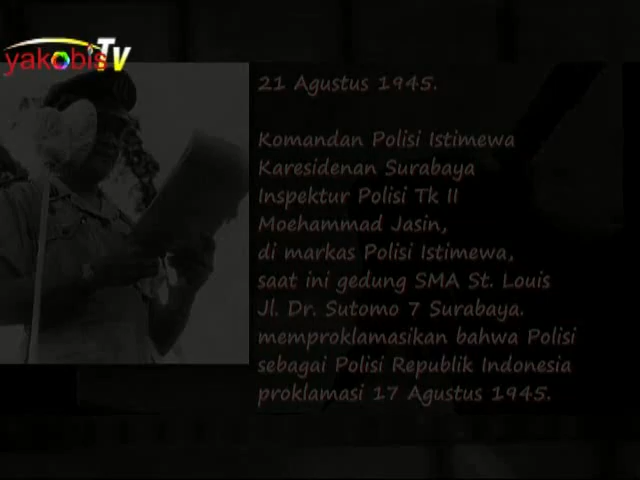 yakobisTv
21 Agustus 1945.
Komandan Polisi Istimewa
Karesidenan Surabaya
Inspektur Polisi Tk II
Moehammad Jasin,
di markas Polisi Istimewa,
saat ini gedung SMA St. Louis
Jl. Dr. Sutomo 7 Surabaya.
memproklamasikan bahwa Polisi
sebagai Polisi Republik Indonesia
proklamasi 17 Agustus 1945.